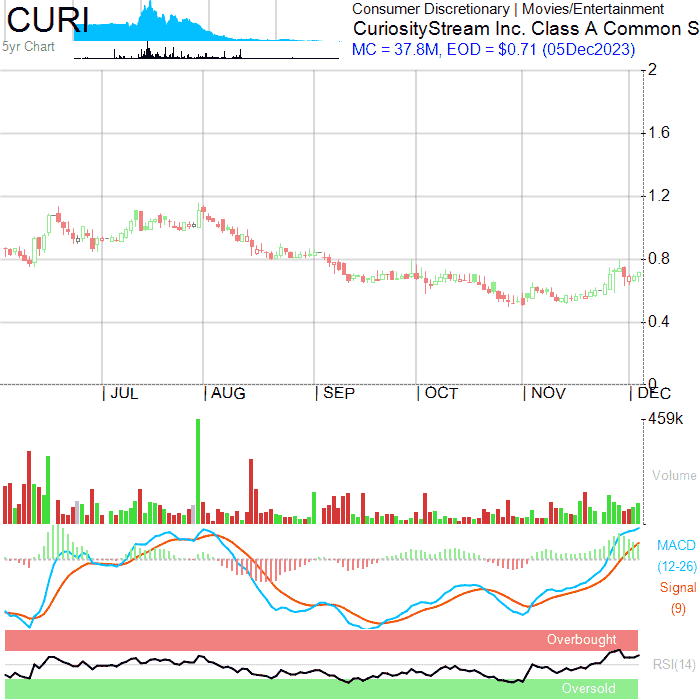 CURI
5yr Chart
Consumer Discretionary | Movies/Entertainment
CuriosityStream Inc. Class A Common S
MC = 37.8M, EOD = $0.71 (05Dec2023)
2
1.6
1.2
0.8
0.4
0
| JUL | AUG | SEP | OCT | NOV | DEC
459k
Volume
MACD
(12-26)
Signal
(9)
Overbought
RSI(14)
Oversold